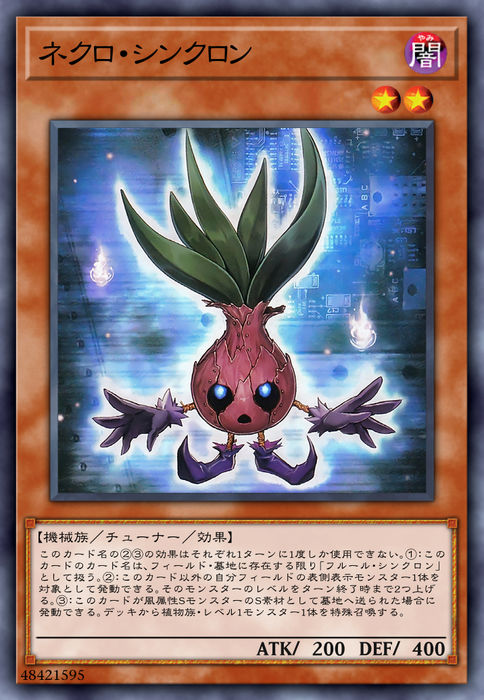 ネクロ・シンクロン
やみ
闇
【機械族／チューナー／効果】
このカード名の②③の効果はそれぞれ1ターンに1度しか使用できない。①：この
カードのカード名は、フィールド・墓地に存在する限り「フルール・シンクロン」
として扱う。②：このカード以外の自分フィールドの表側表示モンスター1体を
対象として発動できる。そのモンスターのレベルをターン終了時まで2つ上げ
る。③：このカードが風属性SモンスターのS素材として墓地へ送られた場合に
発動できる。デッキから植物族・レベル1モンスター1体を特殊召喚する。
ATK/ 200 DEF/ 400
48421595